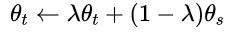 θ_t ← λθ_t + (1 − λ)θ_s